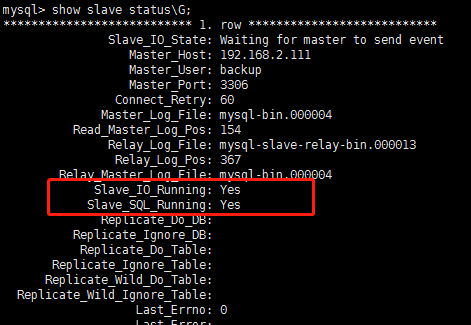 mysql> show slave status\G;
*************************** 1. row ***************************
Slave_IO_State: Waiting for master to send event
Master_Host: 192.168.2.111
Master_User: backup
Master_Port: 3306
Connect_Retry: 60
Master_Log_File: mysql-bin.000004
Read_Master_Log_Pos: 154
Relay_Log_File: mysql-slave-relay-bin.000013
Relay_Log_Pos: 367
Relay_Master_Log_File: mysql-bin.000004
Slave_IO_Running: Yes
Slave_SQL_Running: Yes
Replicate_Do_DB:
Replicate_Ignore_DB:
Replicate_Do_Table:
Replicate_Ignore_Table:
Replicate_Wild_Do_Table:
Replicate_Wild_Ignore_Table:
Last_Errno: 0
Last_Error: